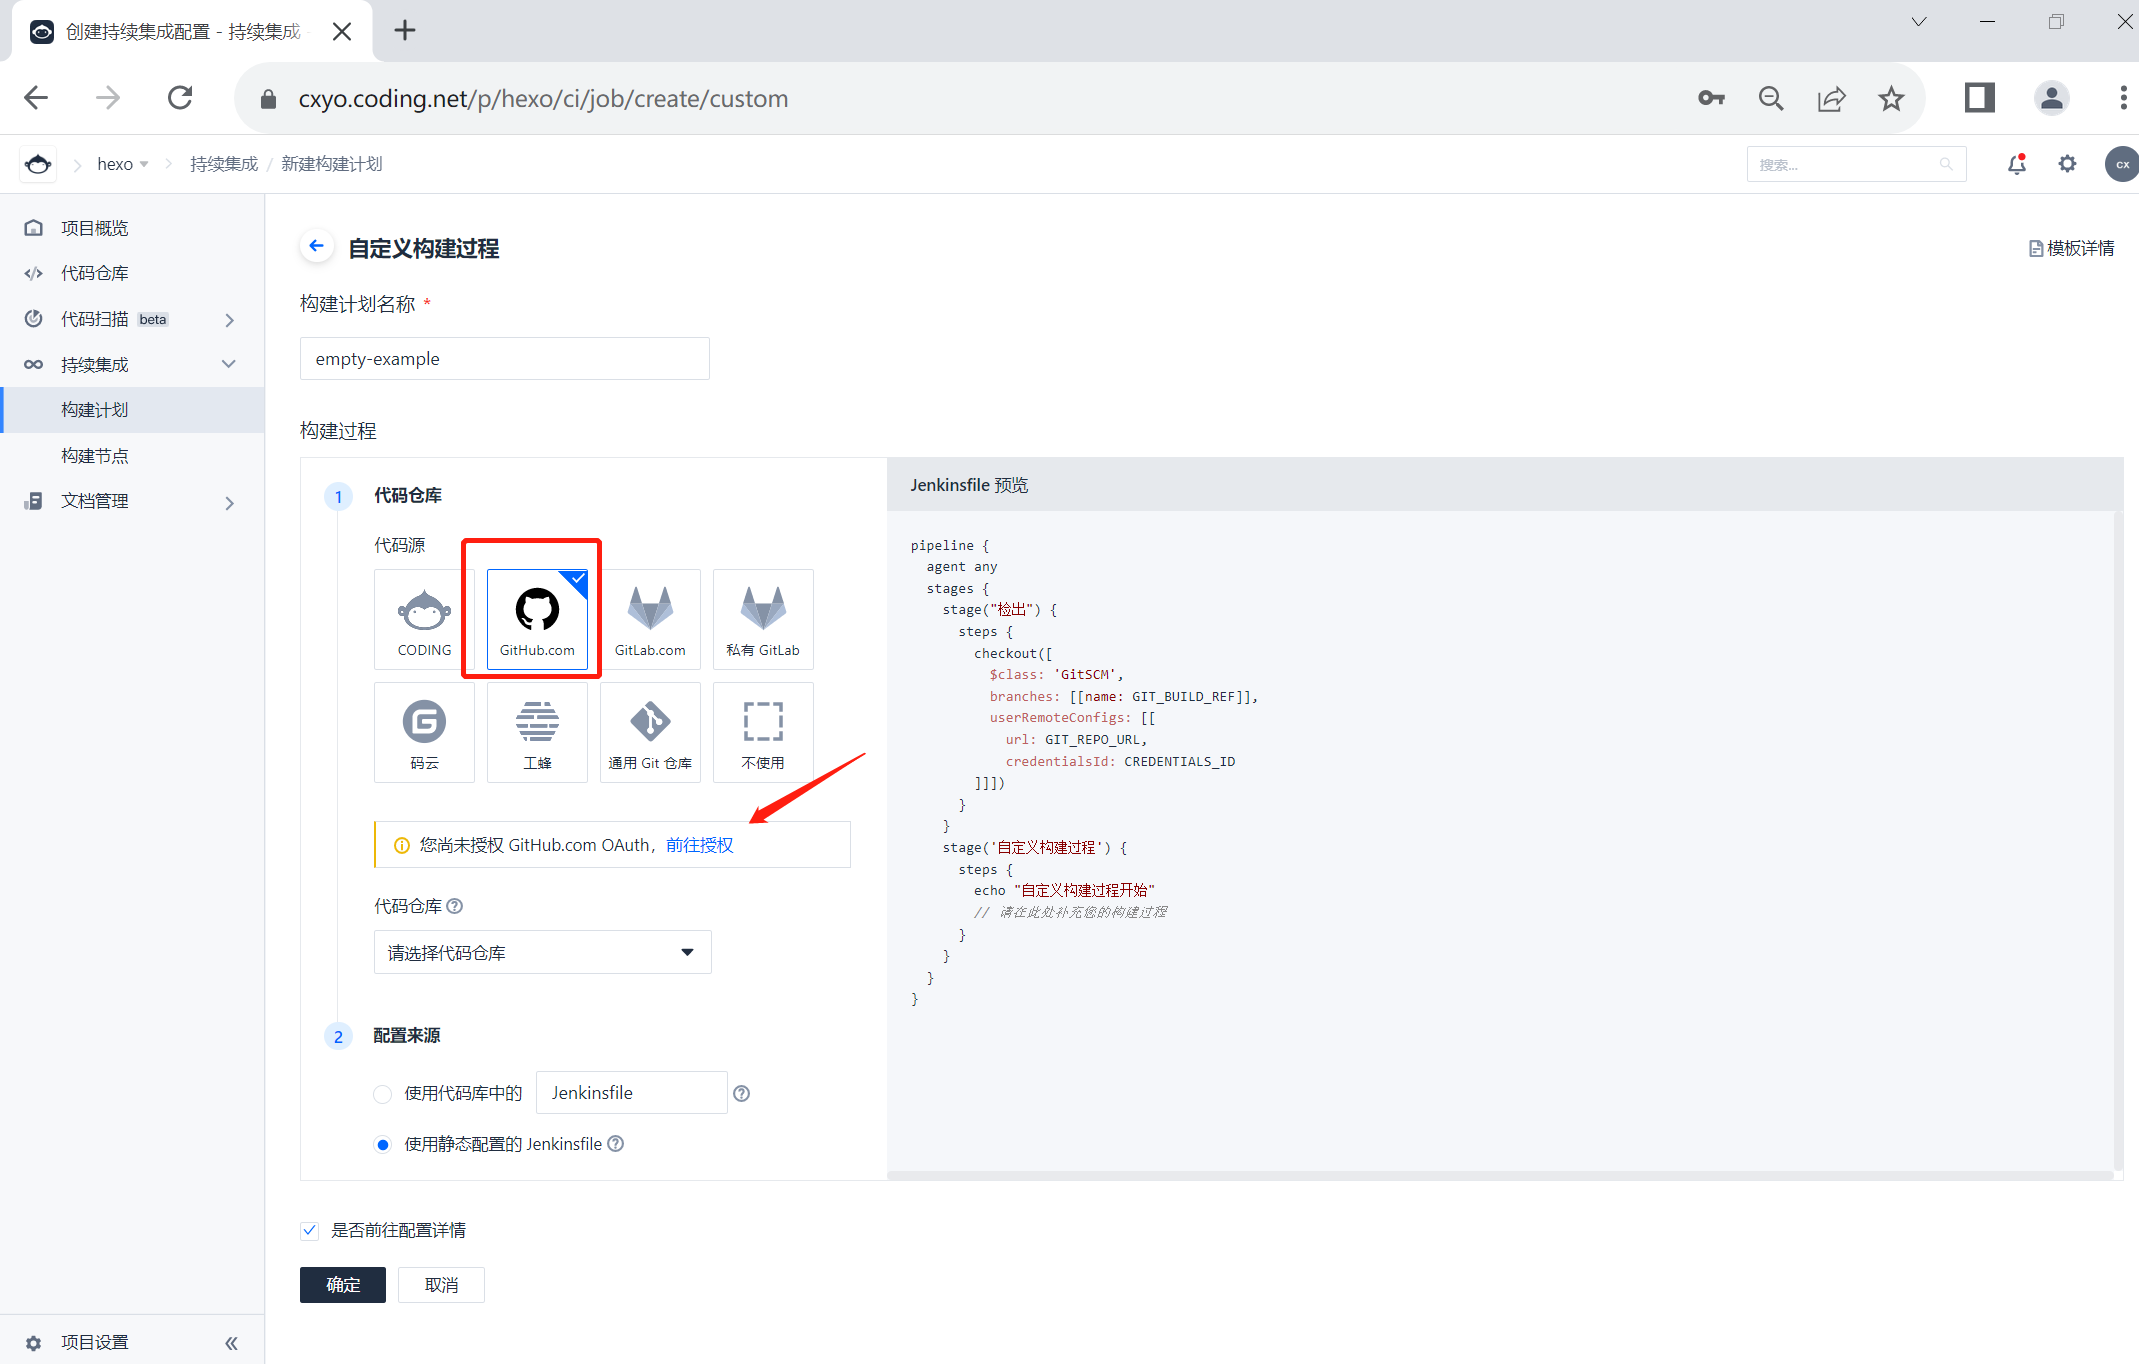 创建持续集成配置 - 持续集成 -
cxyo.coding.net/p/hexo/ci/job/create/custom
hexo
持续集成 / 新建构建计划
搜索...
cx
项目概览
代码仓库
代码扫描 beta
持续集成
构建计划
构建节点
文档管理
项目设置
自定义构建过程
模板详情
构建计划名称 *
empty-example
构建过程
1 代码仓库
代码源
CODING
GitHub.com
GitLab.com
私有 GitLab
码云
工蜂
通用 Git 仓库
不使用
您尚未授权 GitHub.com OAuth，前往授权
代码仓库
请选择代码仓库
2 配置来源
使用代码库中的 Jenkinsfile
使用静态配置的 Jenkinsfile
Jenkinsfile 预览
pipeline {
agent any
stages {
stage("检出") {
steps {
checkout([
$class: 'GitSCM',
branches: [[name: GIT_BUILD_REF]],
userRemoteConfigs: [[
url: GIT_REPO_URL,
credentialsId: CREDENTIALS_ID
]]])
}
}
stage('自定义构建过程') {
steps {
echo "自定义构建过程开始"
// 请在此处补充您的构建过程
}
}
}
}
是否前往配置详情
确定
取消